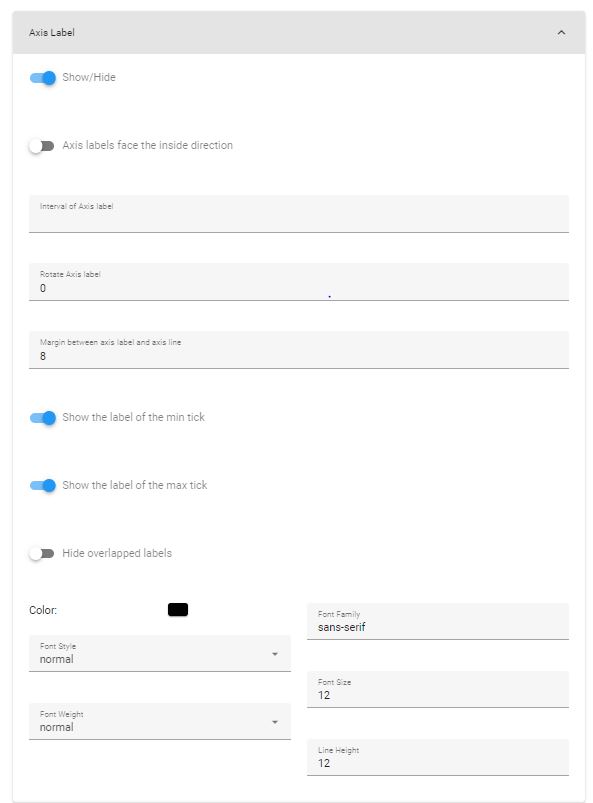 Axis Label
Show/Hide
Axis labels face the inside direction
Interval of Axis label
Rotate Axis label
0
Margin between axis label and axis line
8
Show the label of the min tick
Show the label of the max tick
Hide overlapped labels
Color:
Font Style
normal
Font Weight
normal
Font Family
sans-serif
Font Size
12
Line Height
12